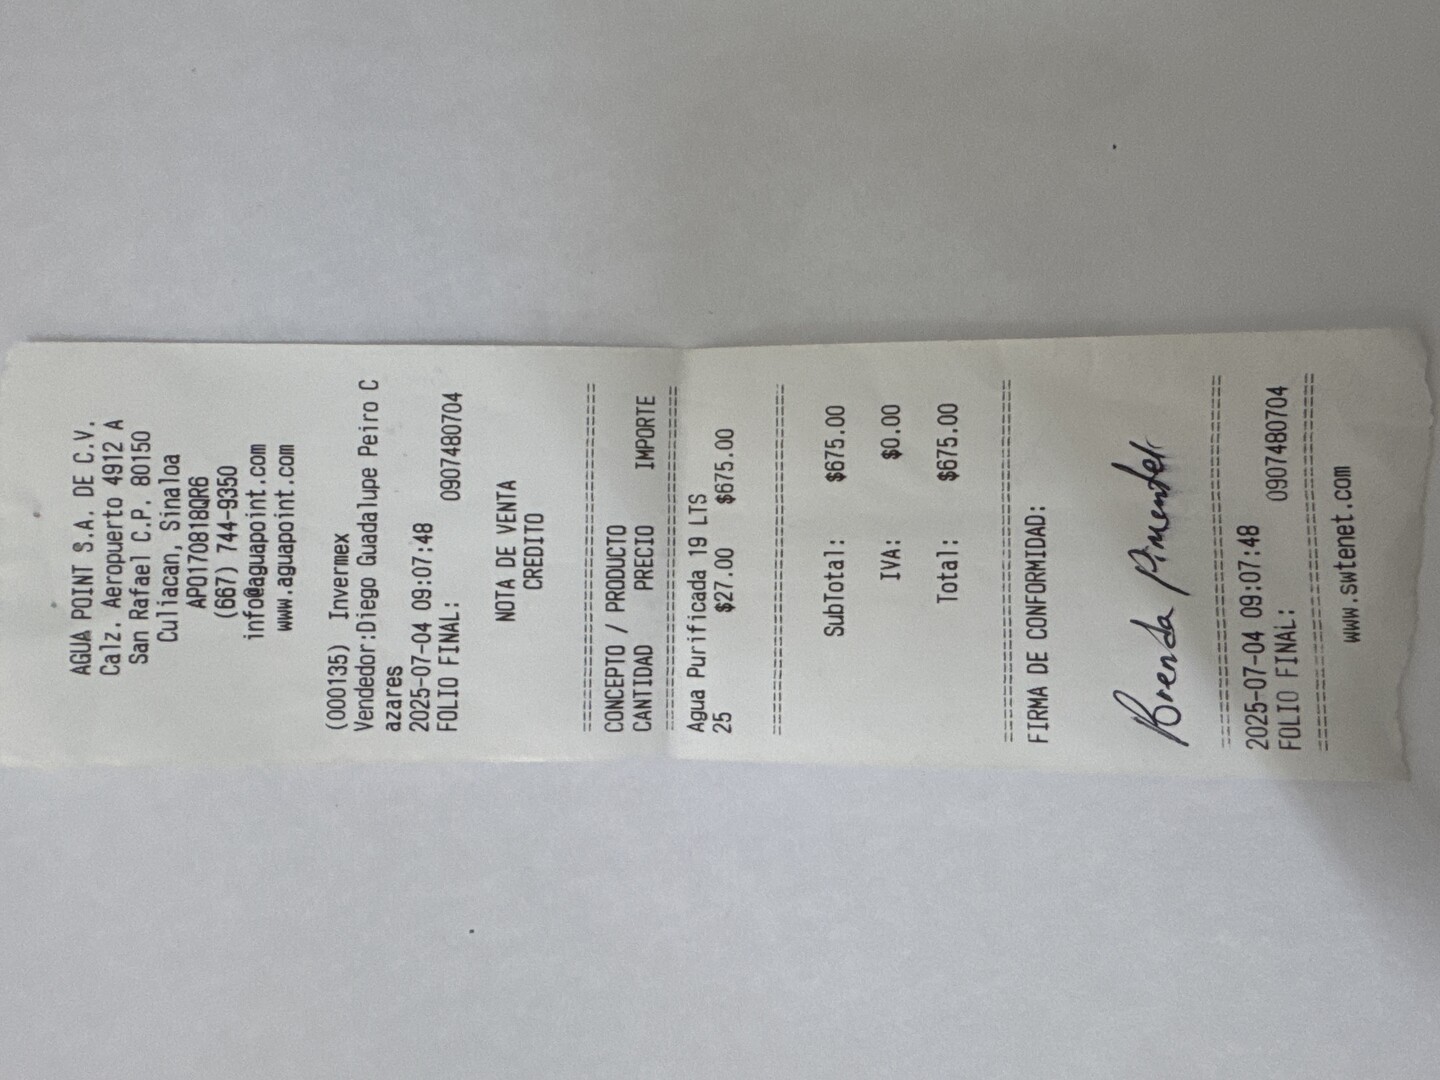 AGUA POINT S.A. DE C.V.
Calz. Aeropuerto 4912 A
San Rafael C.P. 80150
Culiacan, Sinaloa
APO170818QR6
(667) 744-9350
info@aguapoint.com
www.aguapoint.com
(000135) Invermex
Vendedor:Diego Guadalupe Peiro C
azares
2025-07-04 09:07:48
FOLIO FINAL: 0907480704
NOTA DE VENTA
CREDITO
================================
CONCEPTO / PRODUCTO
CANTIDAD PRECIO IMPORTE
================================
Agua Purificada 19 LTS
25 $27.00 $675.00
================================
SubTotal: $675.00
IVA: $0.00
Total: $675.00
================================
FIRMA DE CONFORMIDAD:
Brenda Pimentel
================================
2025-07-04 09:07:48
FOLIO FINAL: 0907480704
================================
www.swtenet.com